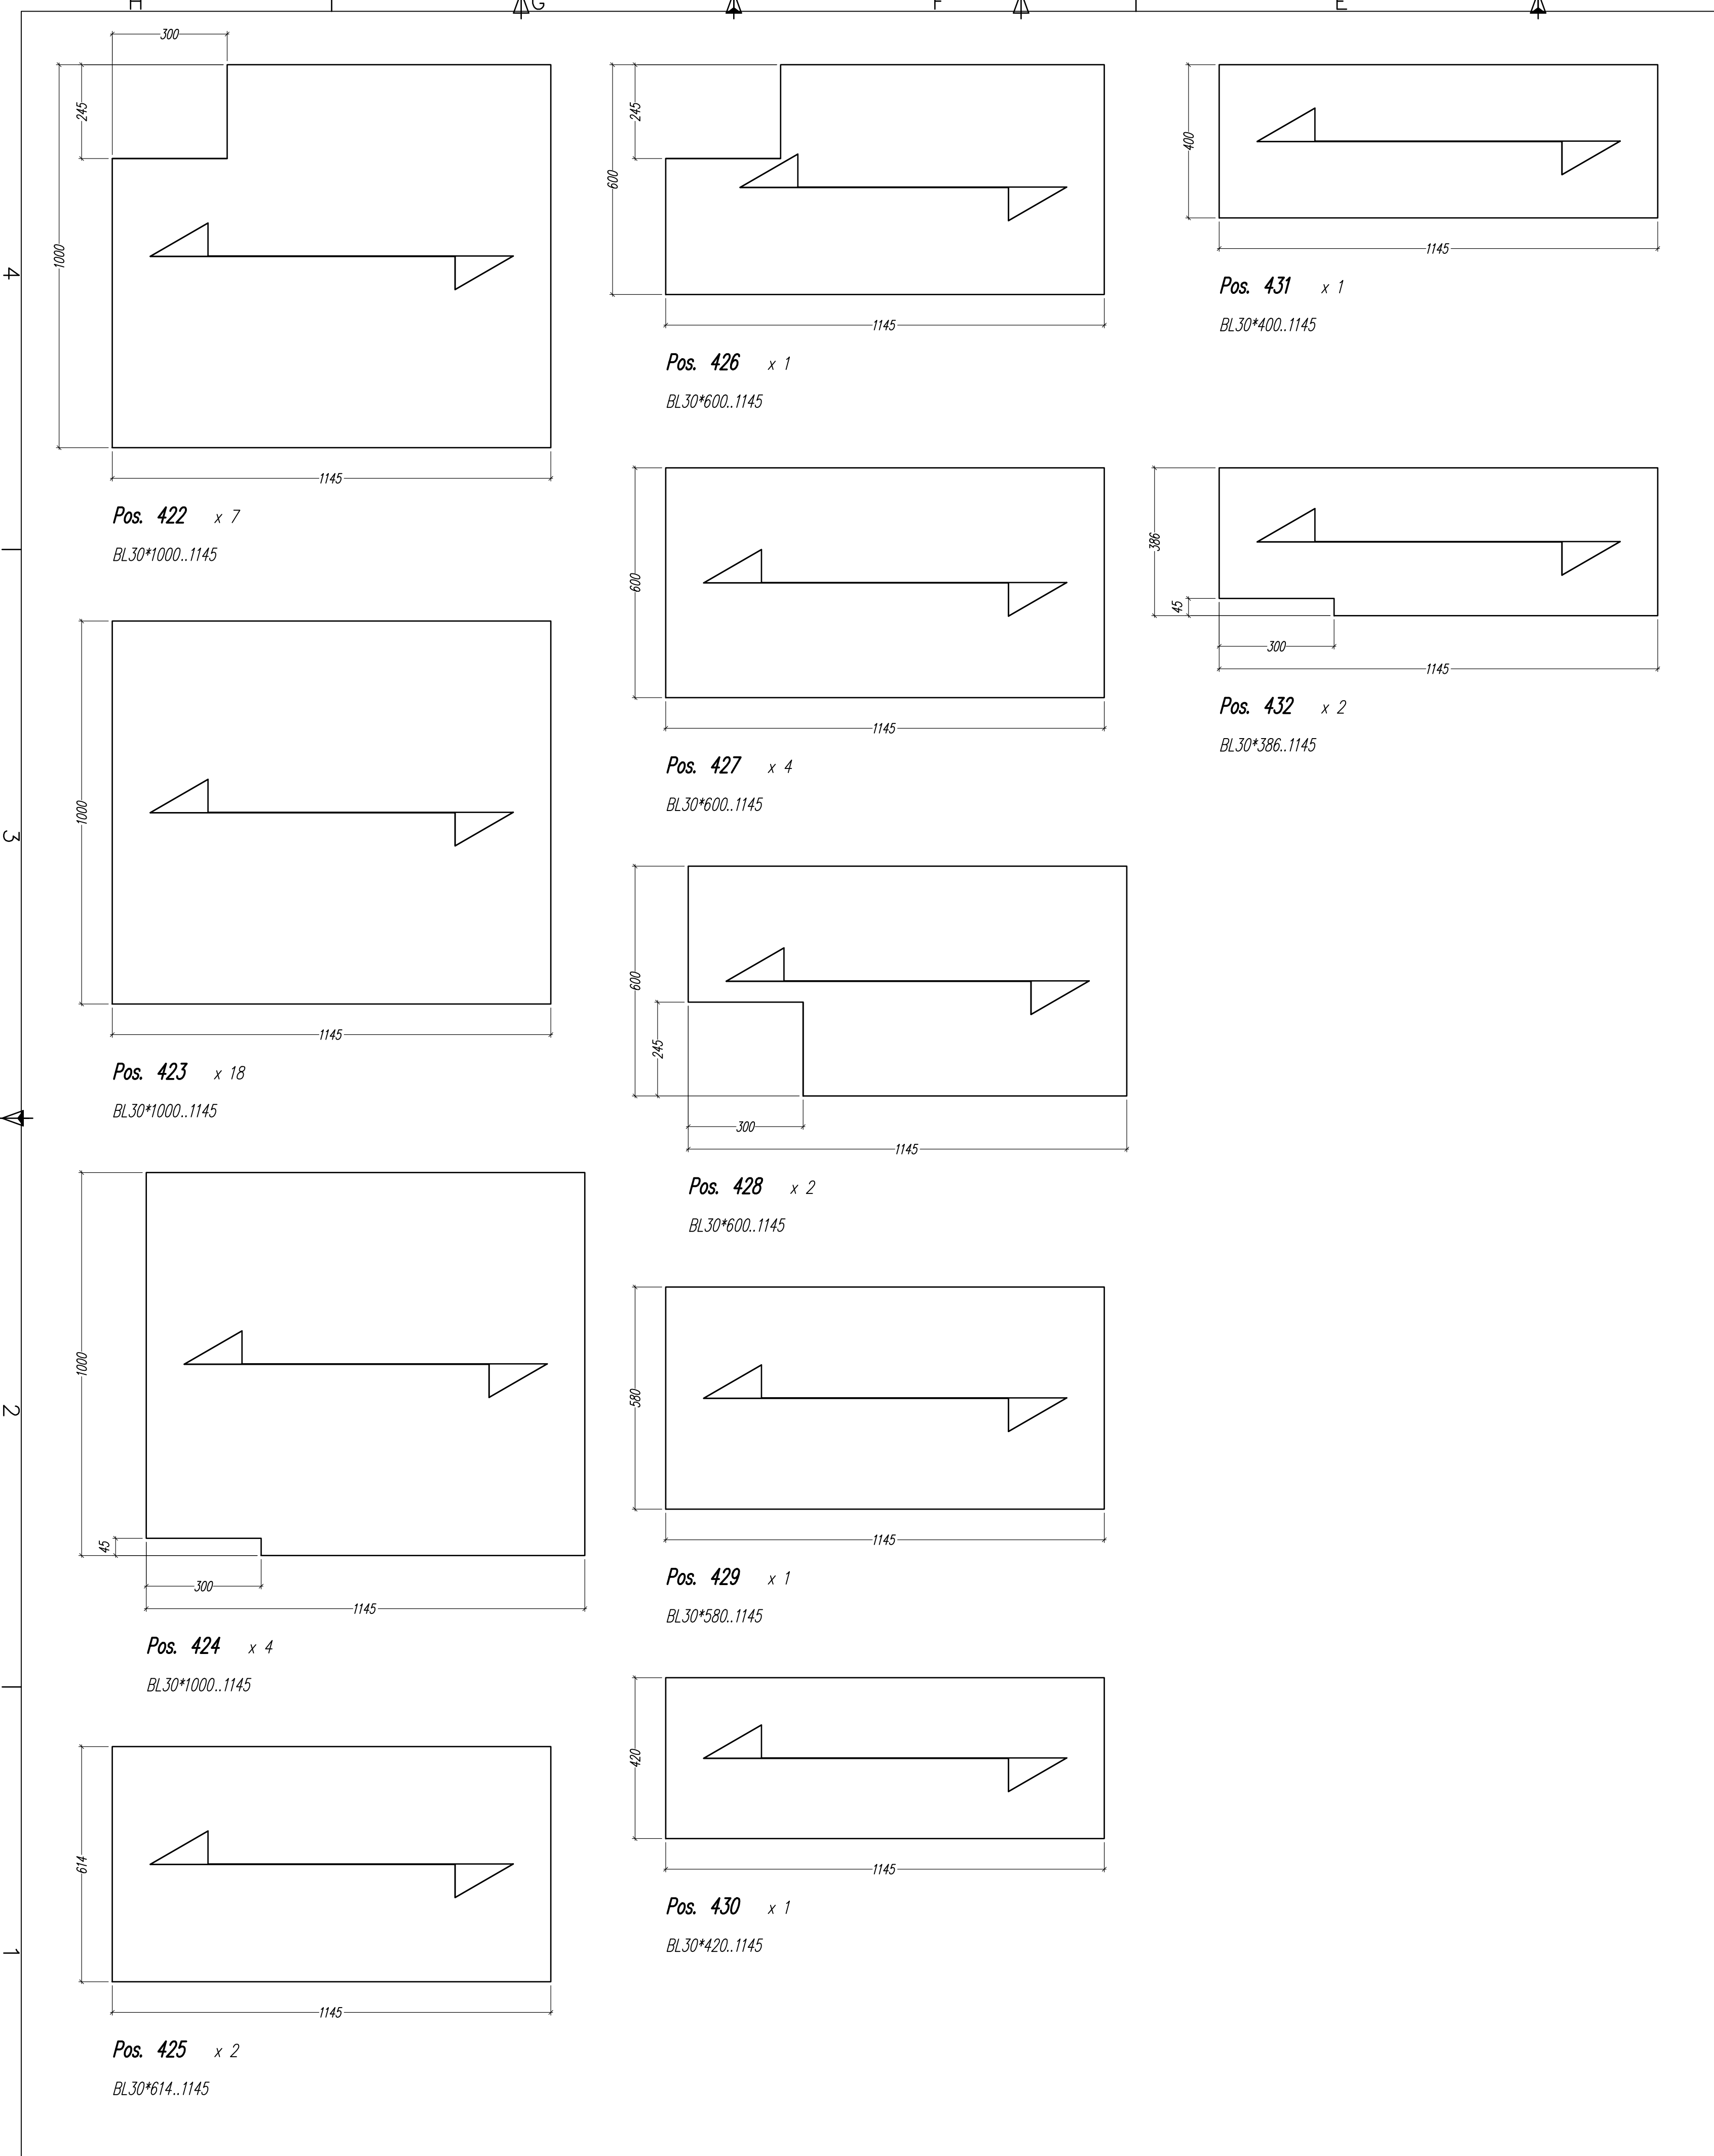 H G F E
300
245
1000
1145
Pos. 422 x 7
BL30*1000..1145
1000
1145
Pos. 423 x 18
BL30*1000..1145
1000
45
300
1145
Pos. 424 x 4
BL30*1000..1145
614
1145
Pos. 425 x 2
BL30*614..1145
245
600
1145
Pos. 426 x 1
BL30*600..1145
600
1145
Pos. 427 x 4
BL30*600..1145
600
245
300
1145
Pos. 428 x 2
BL30*600..1145
580
1145
Pos. 429 x 1
BL30*580..1145
420
1145
Pos. 430 x 1
BL30*420..1145
400
1145
Pos. 431 x 1
BL30*400..1145
386
45
300
1145
Pos. 432 x 2
BL30*386..1145
4
3
2
1